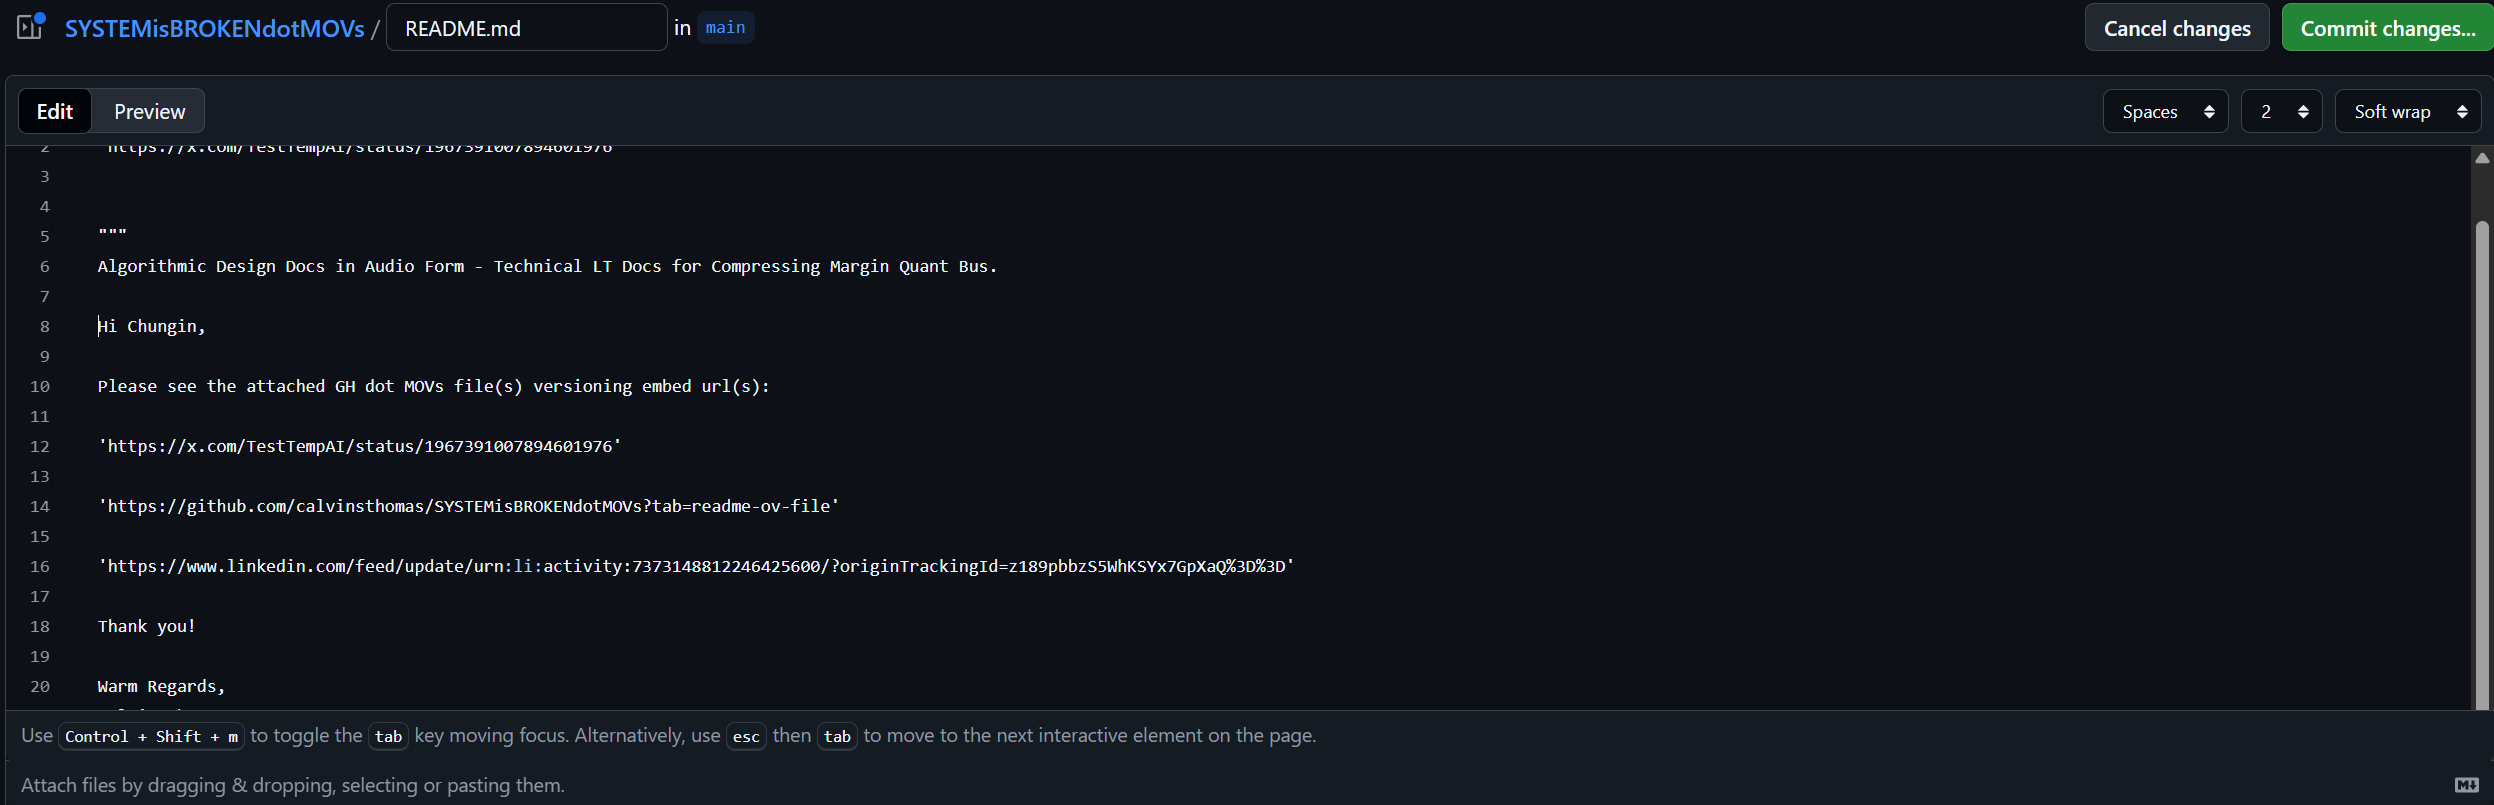 SYSTEMisBROKENdotMOVs / README.md in main Cancel changes Commit changes...
Edit Preview Spaces 2 Soft wrap
2 'https://x.com/TestTempAI/status/1967391007894601976'
3
4
5 """
6 Algorithmic Design Docs in Audio Form - Technical LT Docs for Compressing Margin Quant Bus.
7
8 Hi Chungin,
9
10 Please see the attached GH dot MOVs file(s) versioning embed url(s):
11
12 'https://x.com/TestTempAI/status/1967391007894601976'
13
14 'https://github.com/calvinsthomas/SYSTEMisBROKENdotMOVs?tab=readme-ov-file'
15
16 'https://www.linkedin.com/feed/update/urn:li:activity:7373148812246425600/?originTrackingId=z189pbbzS5WhKSYx7GpXaQ%3D%3D'
17
18 Thank you!
19
20 Warm Regards,
Use Control + Shift + m to toggle the tab key moving focus. Alternatively, use esc then tab to move to the next interactive element on the page.
Attach files by dragging & dropping, selecting or pasting them.